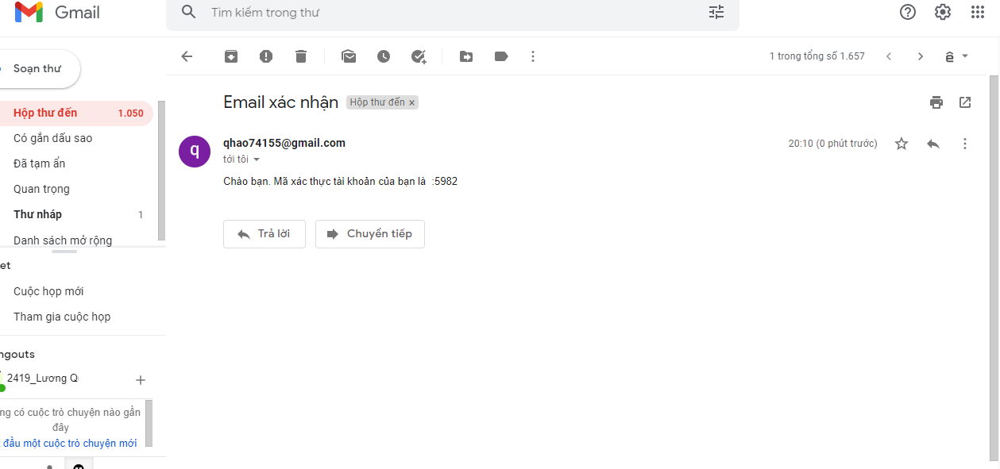 Gmail
Tìm kiếm trong thư
Soạn thư
1 trong tổng số 1.657
Hộp thư đến 1.050
Có gắn dấu sao
Đã tạm ẩn
Quan trọng
Thư nháp 1
Danh sách mở rộng
et
Cuộc họp mới
Tham gia cuộc họp
ngouts
2419_Lương Q
ng có cuộc trò chuyện nào gần
đây
t đầu một cuộc trò chuyện mới
Email xác nhận Hộp thư đến ×
q
qhao74155@gmail.com 20:10 (0 phút trước)
tới tôi
Chào bạn. Mã xác thực tài khoản của bạn là :5982
Trả lời Chuyển tiếp